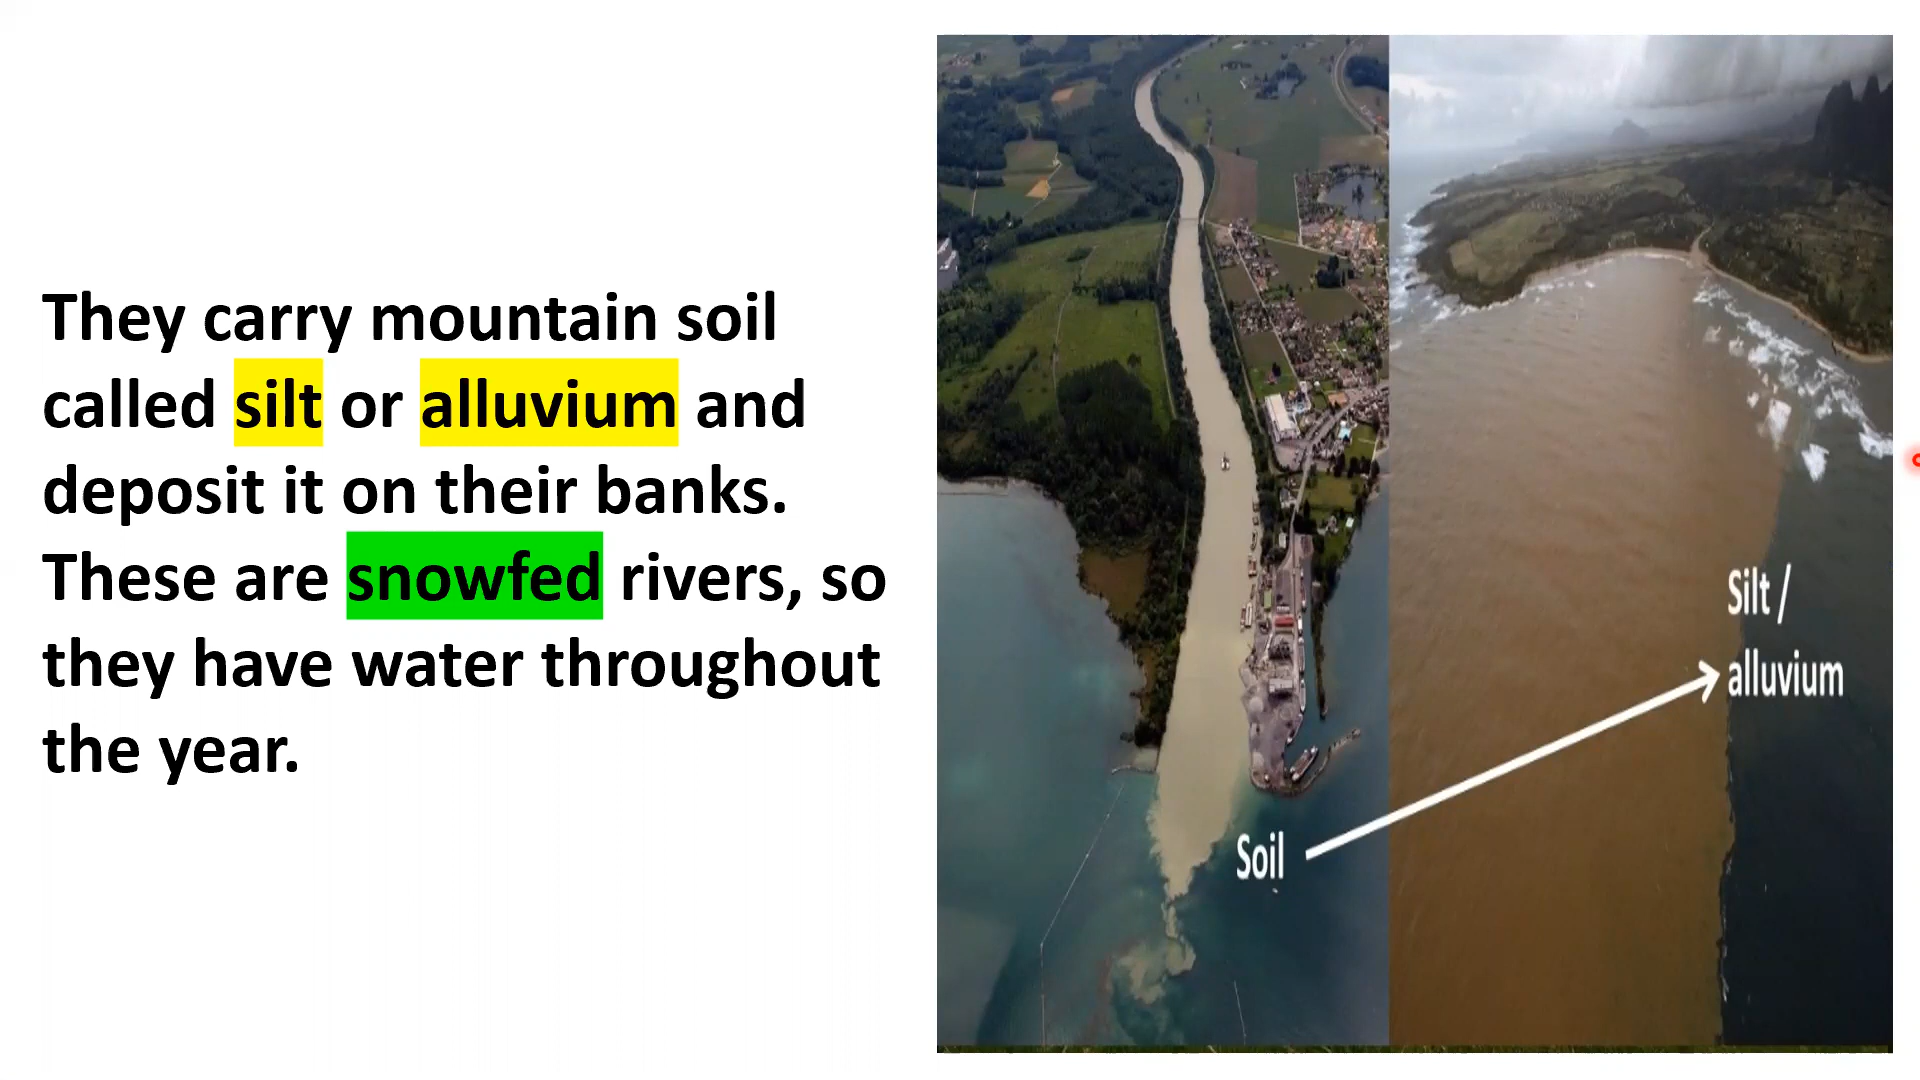 They carry mountain soil
called silt or alluvium and
deposit it on their banks.
These are snowfed rivers, so
they have water throughout
the year.
Silt /
alluvium
Soil